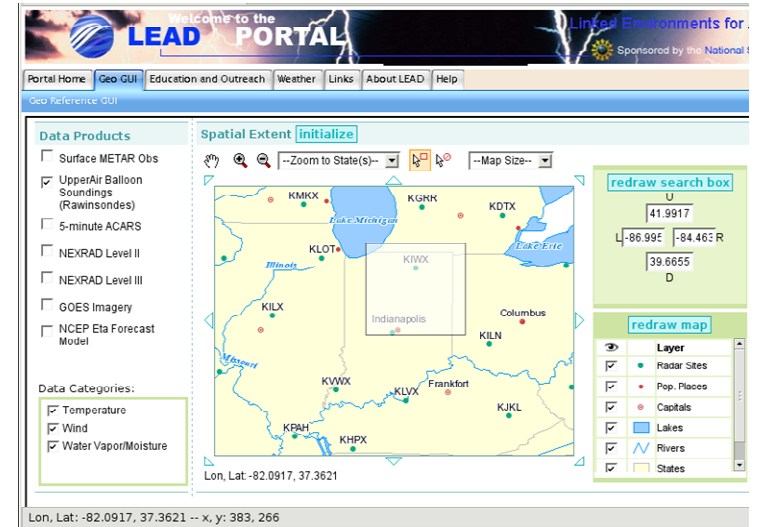 Welcome to the
LEAD PORTAL
Linked Environments for
Sponsored by the National
Portal Home Geo GUI Education and Outreach Weather Links About LEAD Help
Geo Reference GUI
Data Products
Surface METAR Obs
UpperAir Balloon
Soundings
(Rawinsondes)
5-minute ACARS
NEXRAD Level II
NEXRAD Level III
GOES Imagery
NCEP Eta Forecast
Model
Data Categories:
Temperature
Wind
Water Vapor/Moisture
Spatial Extent initialize
--Zoom to State(s)-- --Map Size--
KMKX KGRR KDTX
Lake Michigan
KLOT Lake Erie
Illinois KIWX
KILX Indianapolis Columbus
KILN
Missouri
KVWX KLVX Frankfort
KJKL
KPAH KHPX
Lon, Lat: -82.0917, 37.3621
redraw search box
U
41.9917
L -86.995 -84.463 R
39.6655
D
redraw map
Layer
Radar Sites
Pop. Places
Capitals
Lakes
Rivers
States
Lon, Lat: -82.0917, 37.3621 -- x, y: 383, 266